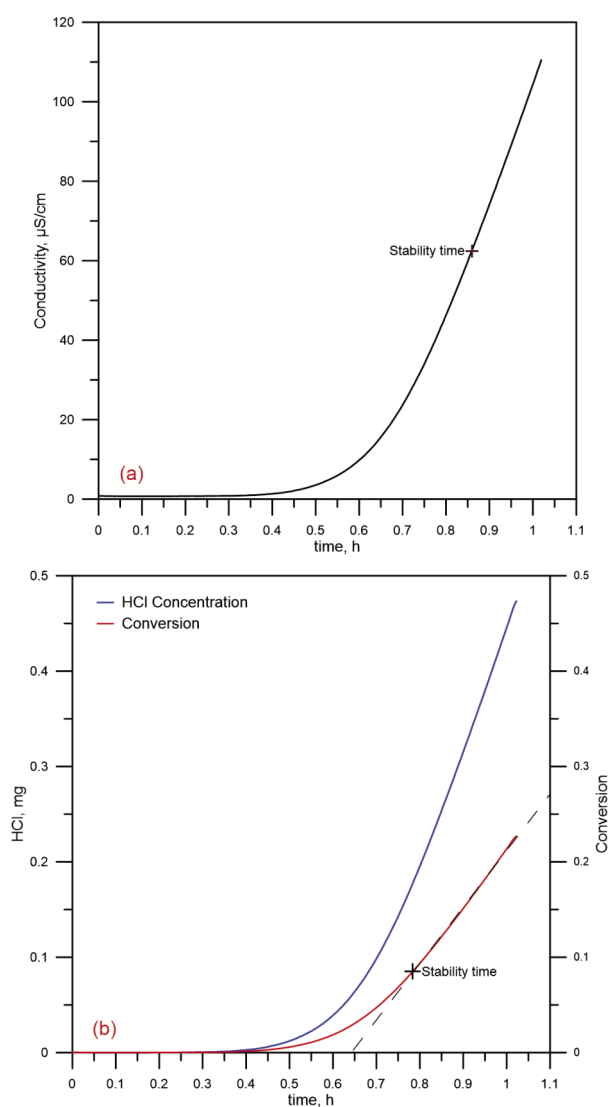 120
100
80
60
40
20
0
Conductivity, µS/cm
Stability time
(a)
0 0.1 0.2 0.3 0.4 0.5 0.6 0.7 0.8 0.9 1 1.1
time, h
0.5
0.4
0.3
0.2
0.1
0
HCl, mg
HCl Concentration
Conversion
0.5
0.4
0.3
0.2
0.1
0
Conversion
Stability time
(b)
0 0.1 0.2 0.3 0.4 0.5 0.6 0.7 0.8 0.9 1 1.1
time, h